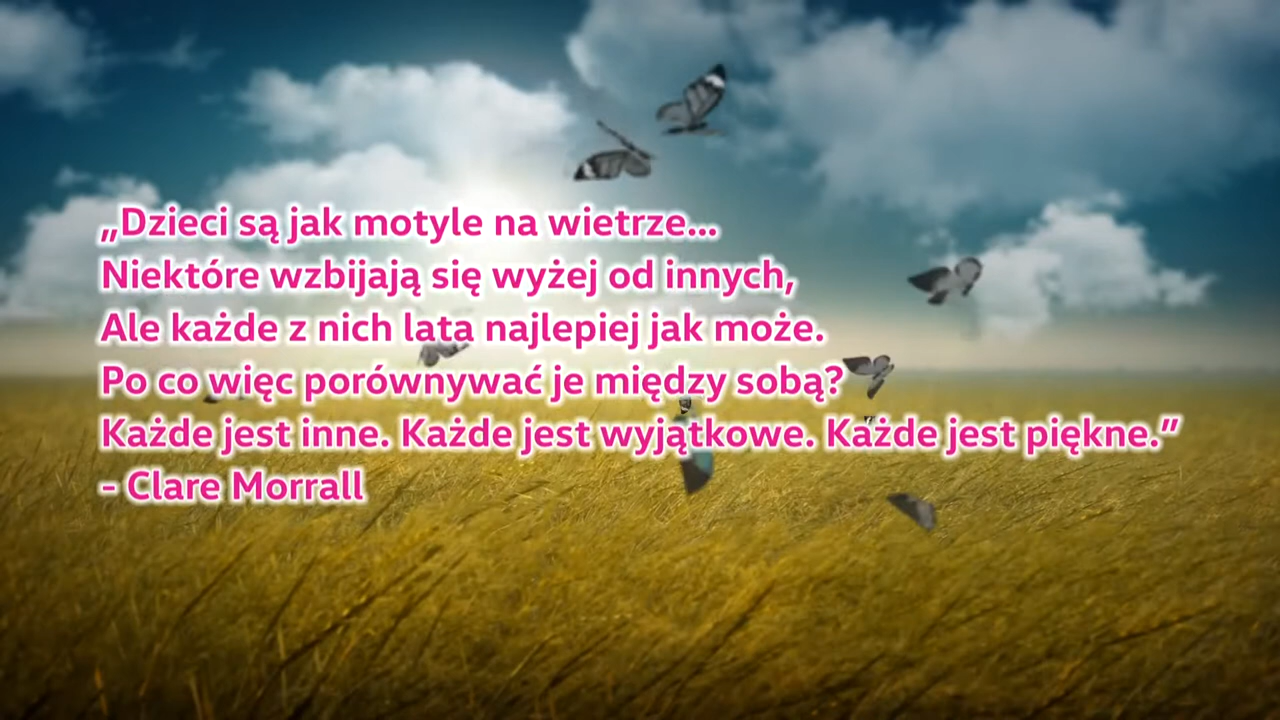 „Dzieci są jak motyle na wietrze...
Niektóre wzbijają się wyżej od innych,
Ale każde z nich lata najlepiej jak może.
Po co więc porównywać je między sobą?
Każde jest inne. Każde jest wyjątkowe. Każde jest piękne.”
- Clare Morrall